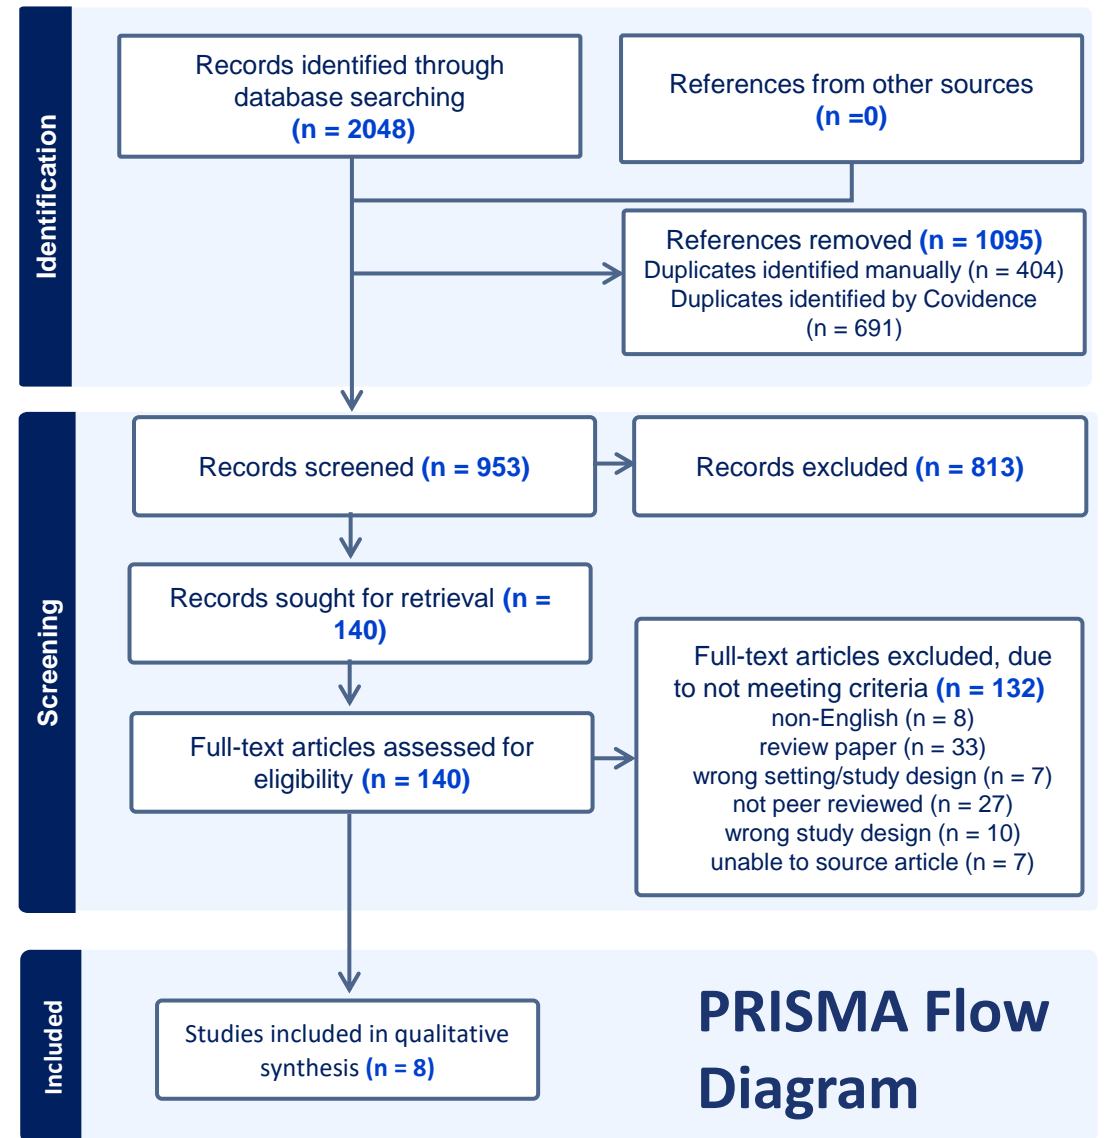 Identification
Records identified through
database searching
(n = 2048)
References from other sources
(n =0)
References removed (n = 1095)
Duplicates identified manually (n = 404)
Duplicates identified by Covidence
(n = 691)
Screening
Records screened (n = 953)
Records excluded (n = 813)
Records sought for retrieval (n =
140)
Full-text articles assessed for
eligibility (n = 140)
Full-text articles excluded, due
to not meeting criteria (n = 132)
non-English (n = 8)
review paper (n = 33)
wrong setting/study design (n = 7)
not peer reviewed (n = 27)
wrong study design (n = 10)
unable to source article (n = 7)
Included
Studies included in qualitative
synthesis (n = 8)
PRISMA Flow
Diagram